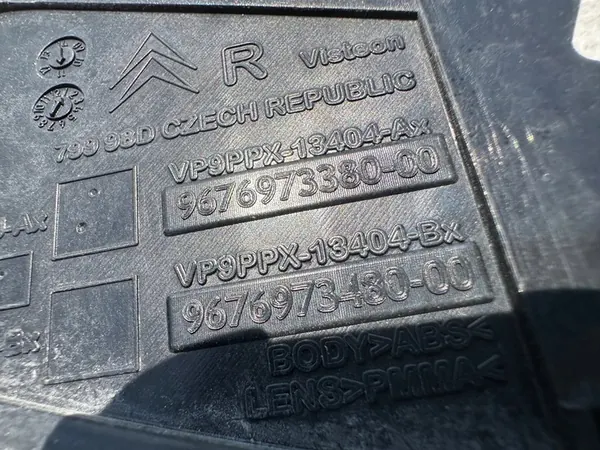 R Visteon
799 98D CZECH REPUBLIC
VP9PPX-13404-Ax
9676973380-00
VP9PPX-13404-Bx
9676973480-00
BODY>ABS<
LENS>PMMA<